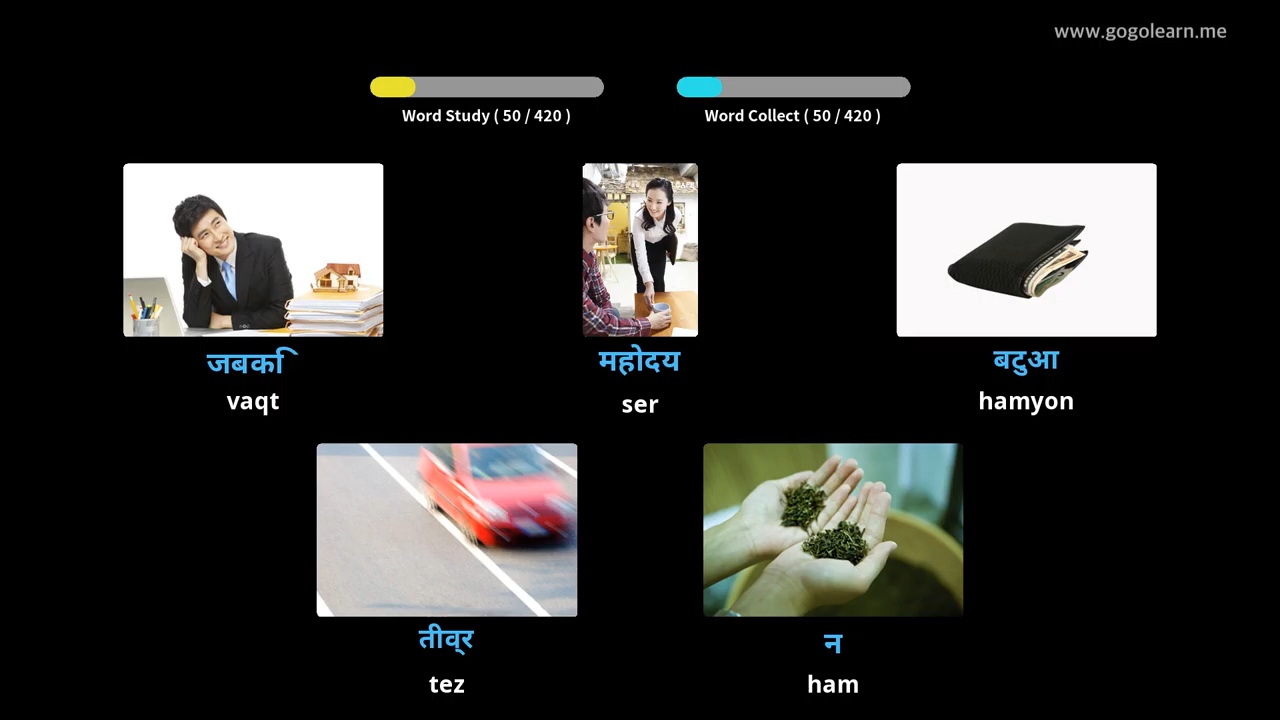 www.gogolearn.me
Word Study ( 50 / 420 )
Word Collect ( 50 / 420 )
जबकि
vaqt
महोदय
ser
बटुआ
hamyon
तीव्र
tez
न
ham